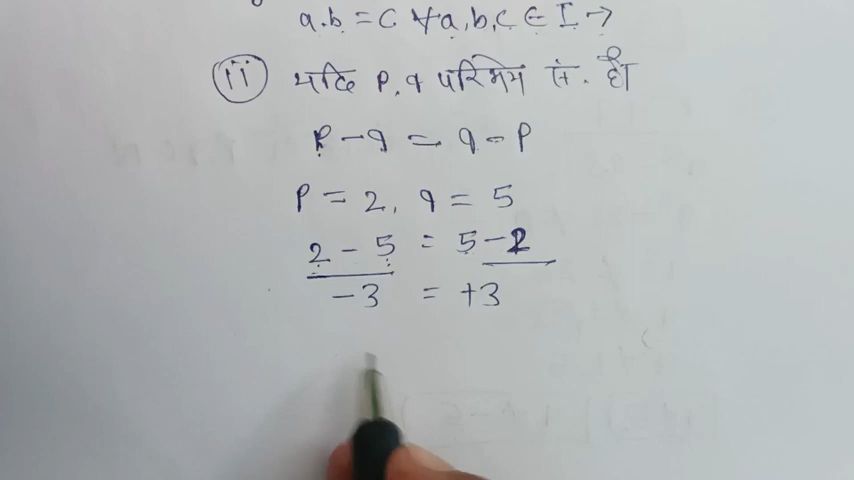 a.b = c ∀ a, b, c ∈ I →
(ii) यदि p, q परिमेय सं. हों
p - q = q - p
p = 2, q = 5
2 - 5 = 5 - 2
-3 = +3